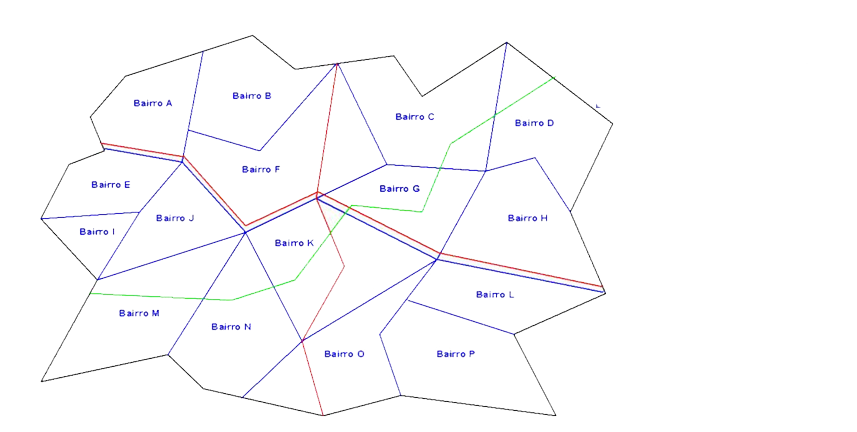 Bairro A
Bairro B
Bairro C
Bairro D
Bairro E
Bairro F
Bairro G
Bairro H
Bairro I
Bairro J
Bairro K
Bairro L
Bairro M
Bairro N
Bairro O
Bairro P